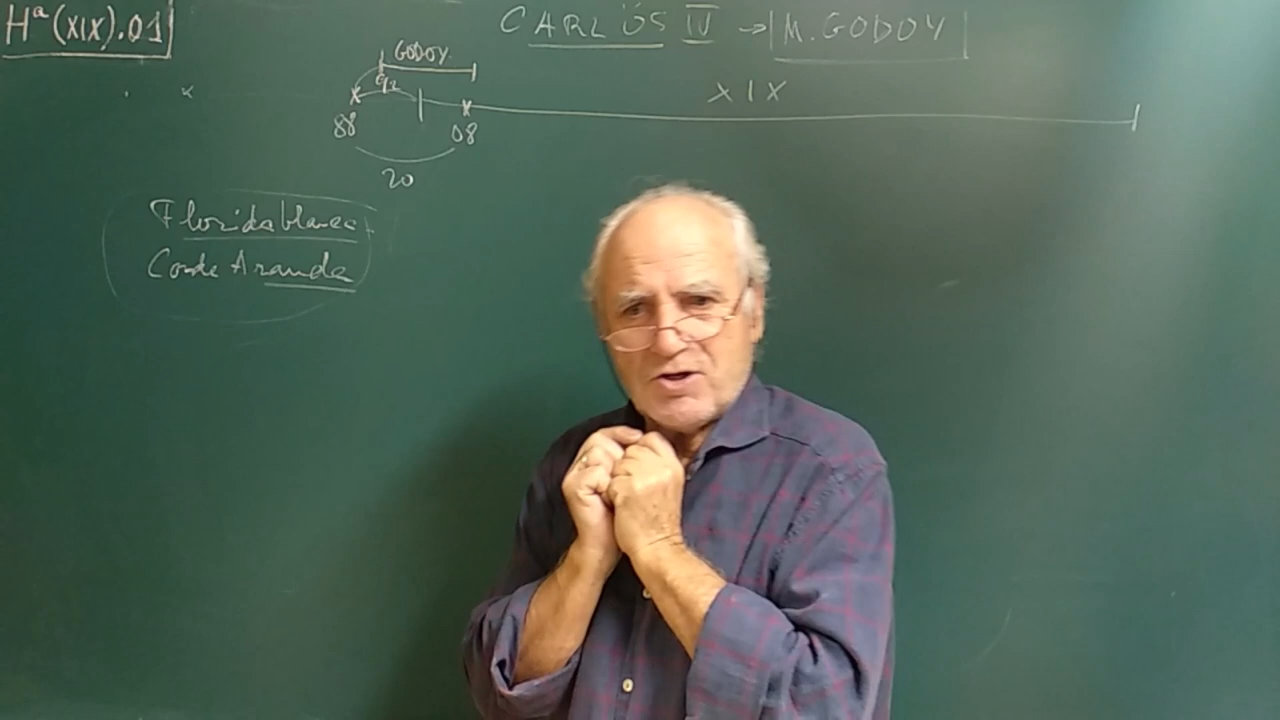 Hª(XIX).01
CARLOS IV → M. GODOY
GODOY
92
XIX
88
08
20
Floridablanca
Conde Aranda